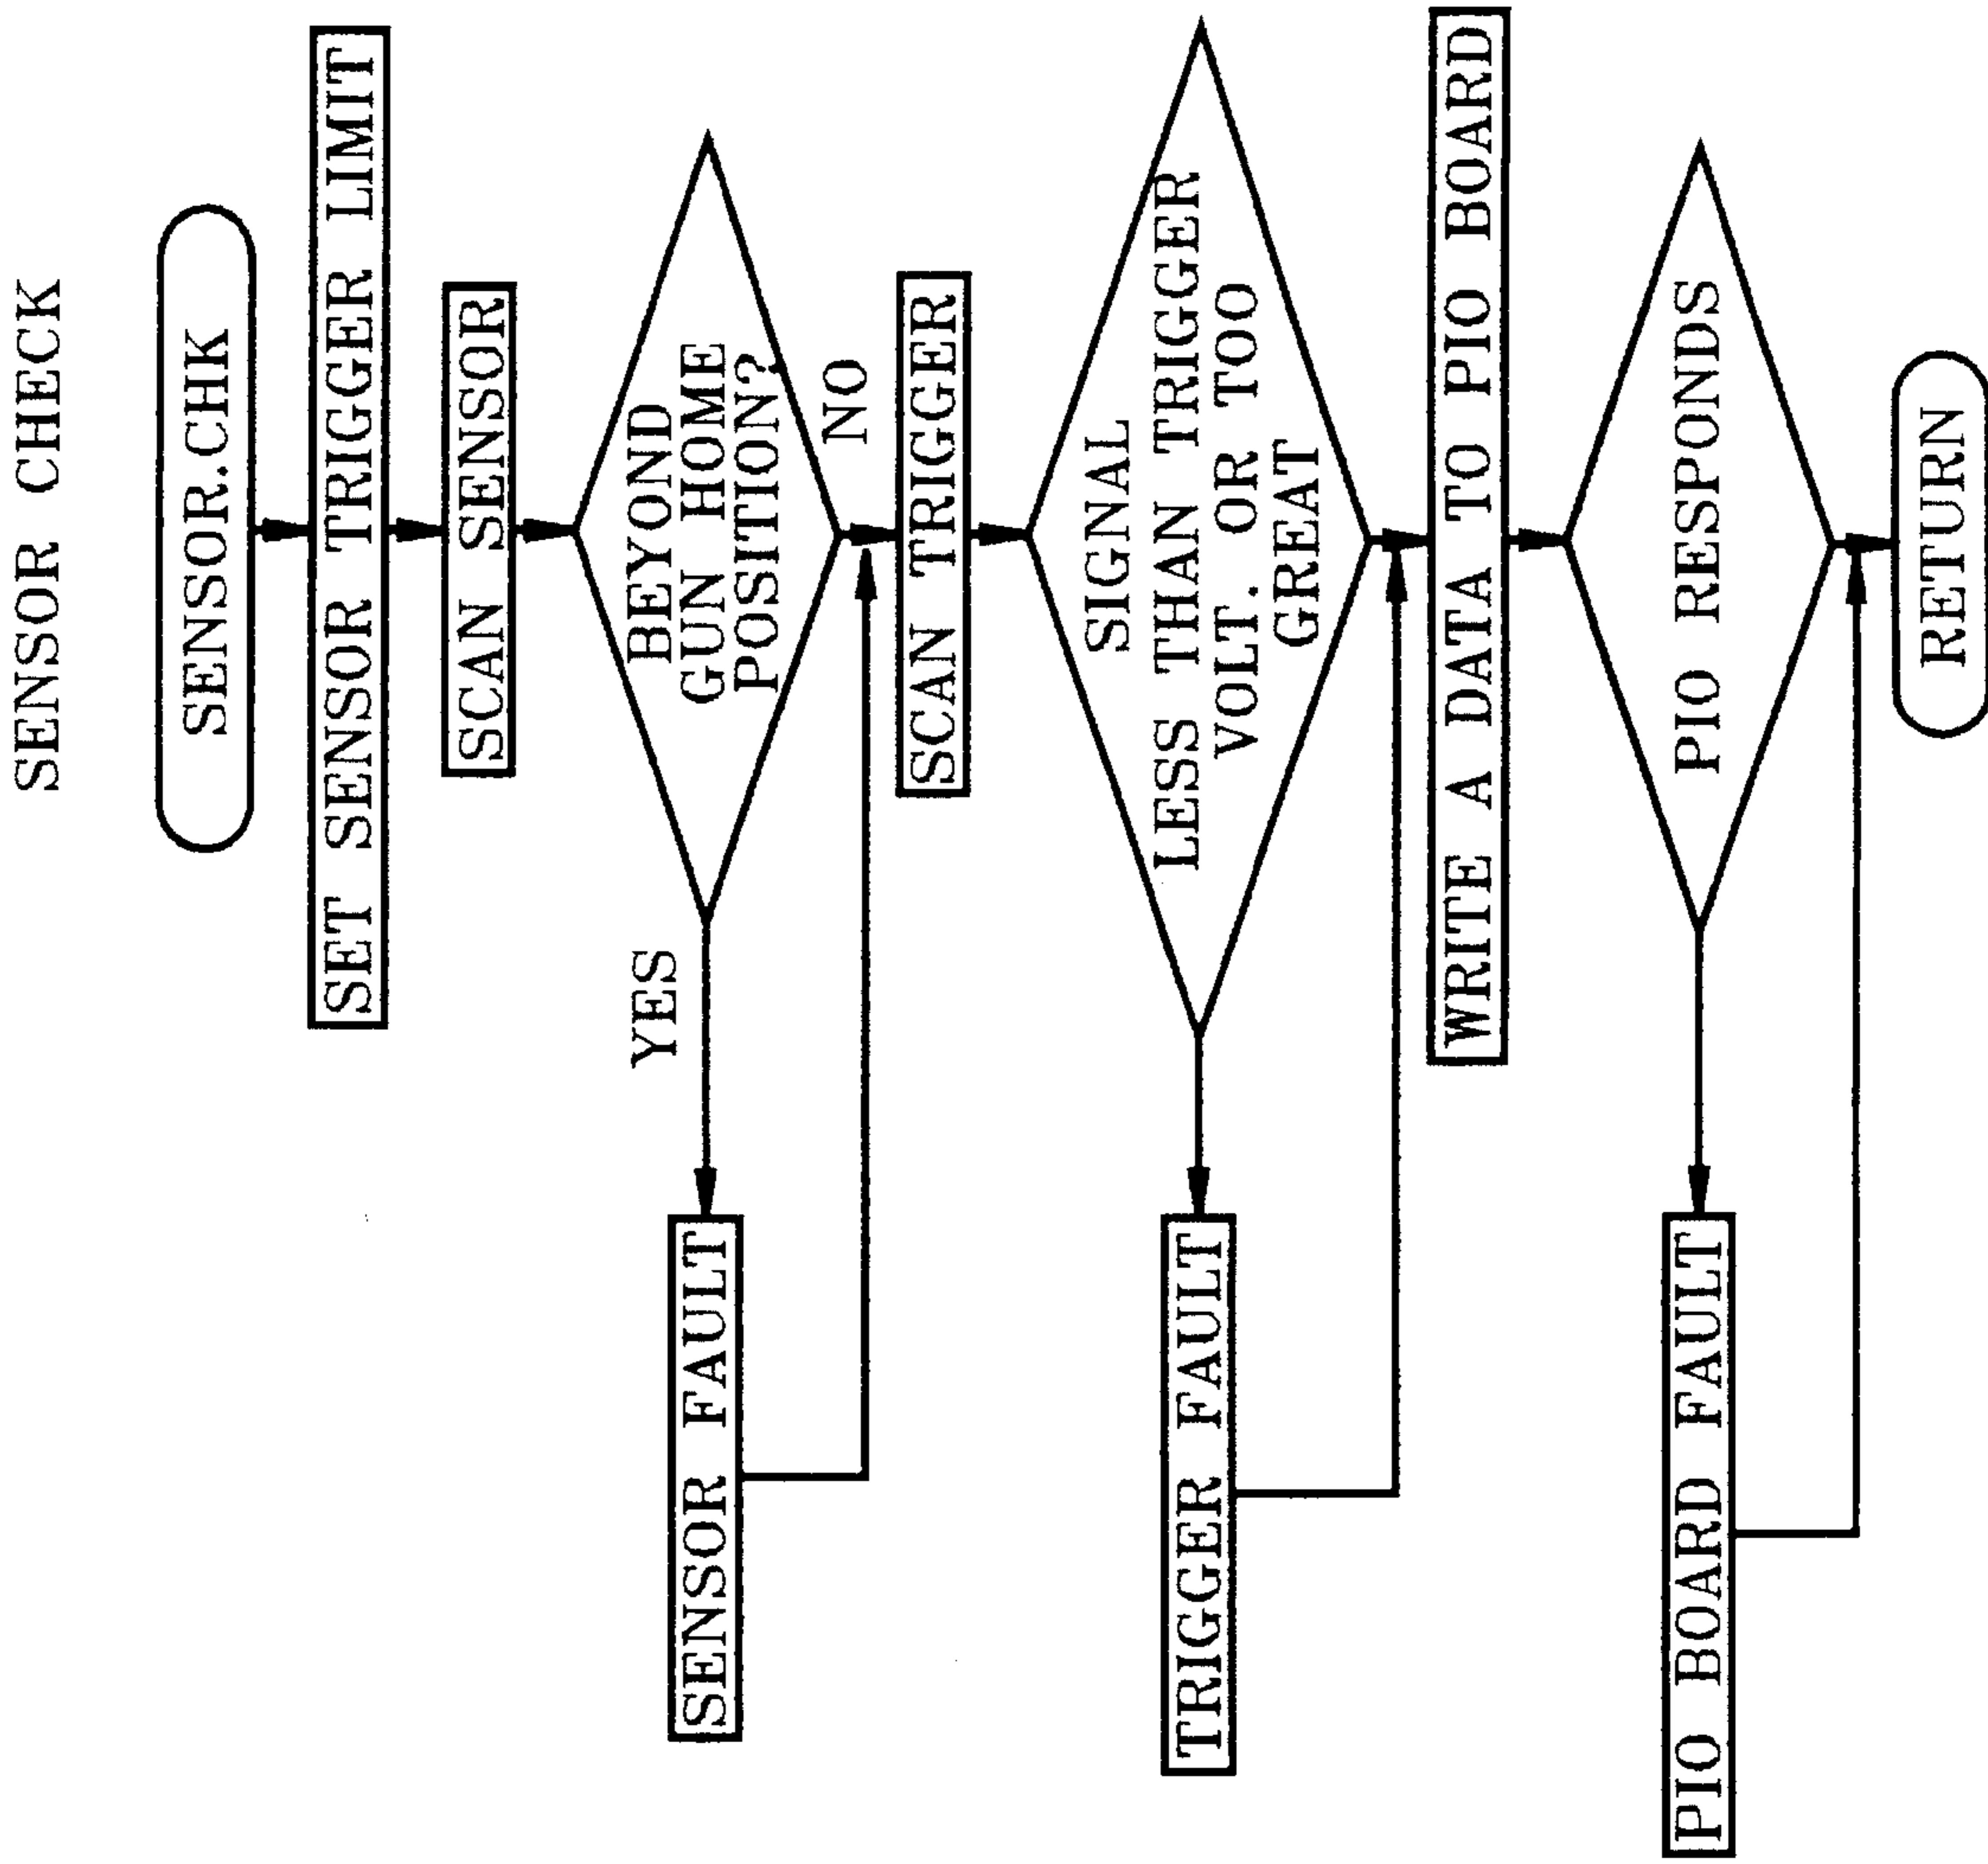 SENSOR CHECK
SENSOR.CHK
SET SENSOR TRIGGER LIMIT
SCAN SENSOR
BEYOND
GUN HOME
POSITION?
YES
NO
SENSOR FAULT
SCAN TRIGGER
SIGNAL
LESS THAN TRIGGER
VOLT. OR TOO
GREAT
TRIGGER FAULT
WRITE A DATA TO PIO BOARD
PIO RESPONDS
PIO BOARD FAULT
RETURN